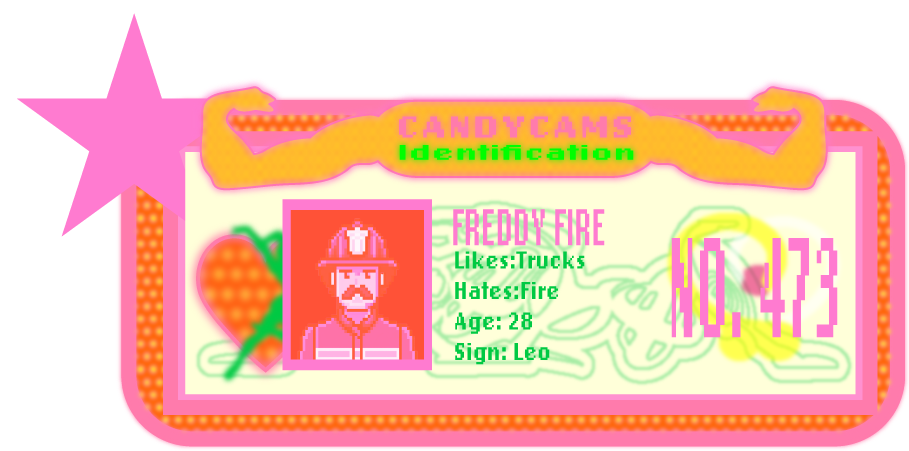 CANDYCAMS
Identification
FREDDY FIRE
Likes:Trucks
Hates:Fire
Age: 28
Sign: Leo
NO. 473